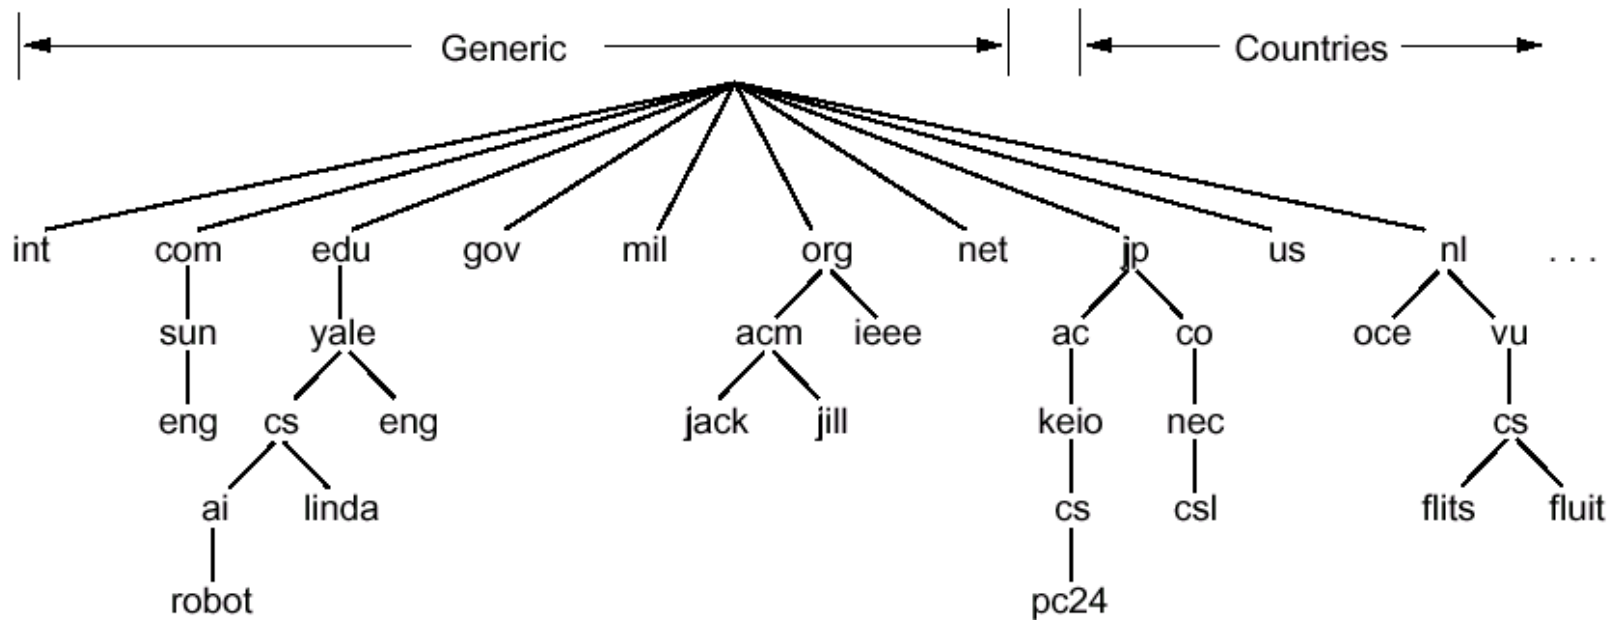 Generic Countries
int com edu gov mil org net jp us nl . . .
sun yale acm ieee ac co oce vu
eng cs eng jack jill keio nec cs
ai linda cs csl flits fluit
robot pc24